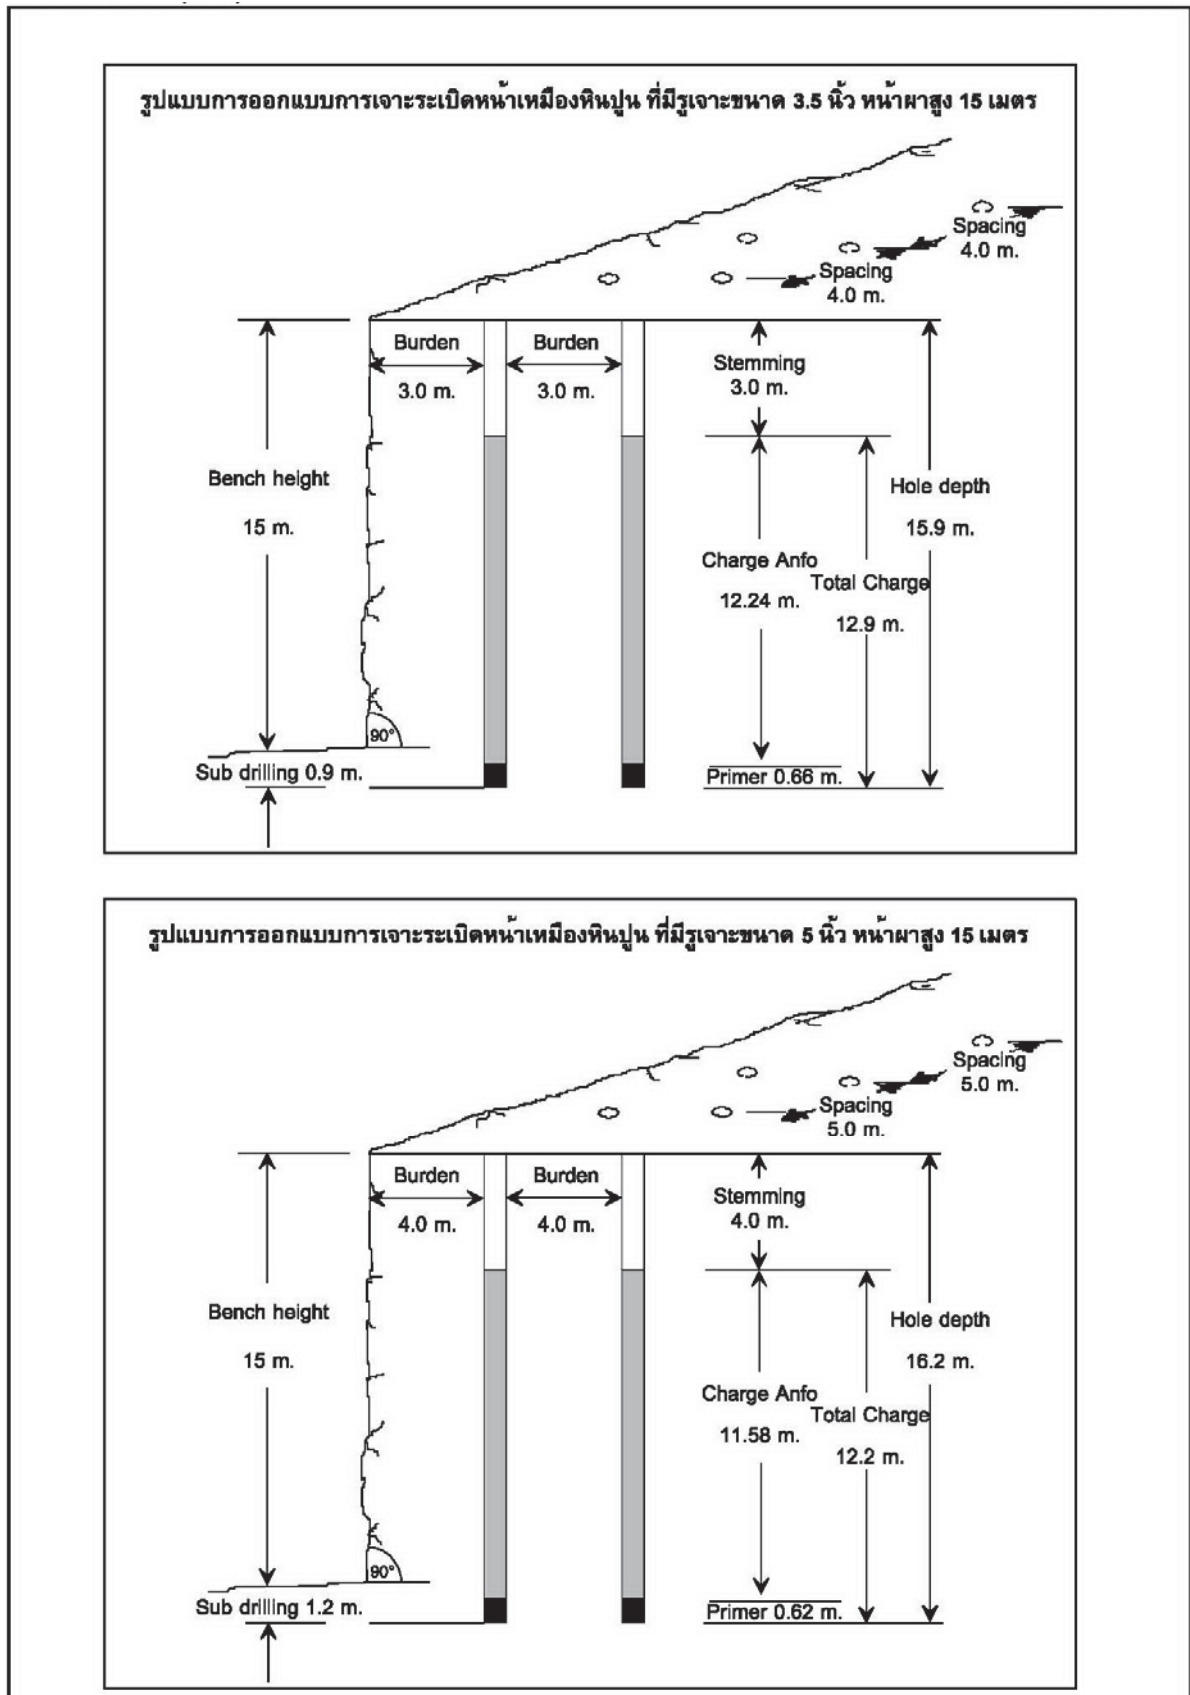 รูปแบบการออกแบบการเจาะระเบิดหน้าเหมืองหินปูน ที่มีรูเจาะขนาด 3.5 นิ้ว หน้าผาสูง 15 เมตร
Spacing
4.0 m.
Spacing
4.0 m.
Burden
3.0 m.
Burden
3.0 m.
Stemming
3.0 m.
Bench height
15 m.
Hole depth
15.9 m.
Charge Anfo
12.24 m.
Total Charge
12.9 m.
90°
Sub drilling 0.9 m.
Primer 0.66 m.
รูปแบบการออกแบบการเจาะระเบิดหน้าเหมืองหินปูน ที่มีรูเจาะขนาด 5 นิ้ว หน้าผาสูง 15 เมตร
Spacing
5.0 m.
Spacing
5.0 m.
Burden
4.0 m.
Burden
4.0 m.
Stemming
4.0 m.
Bench height
15 m.
Hole depth
16.2 m.
Charge Anfo
11.58 m.
Total Charge
12.2 m.
90°
Sub drilling 1.2 m.
Primer 0.62 m.